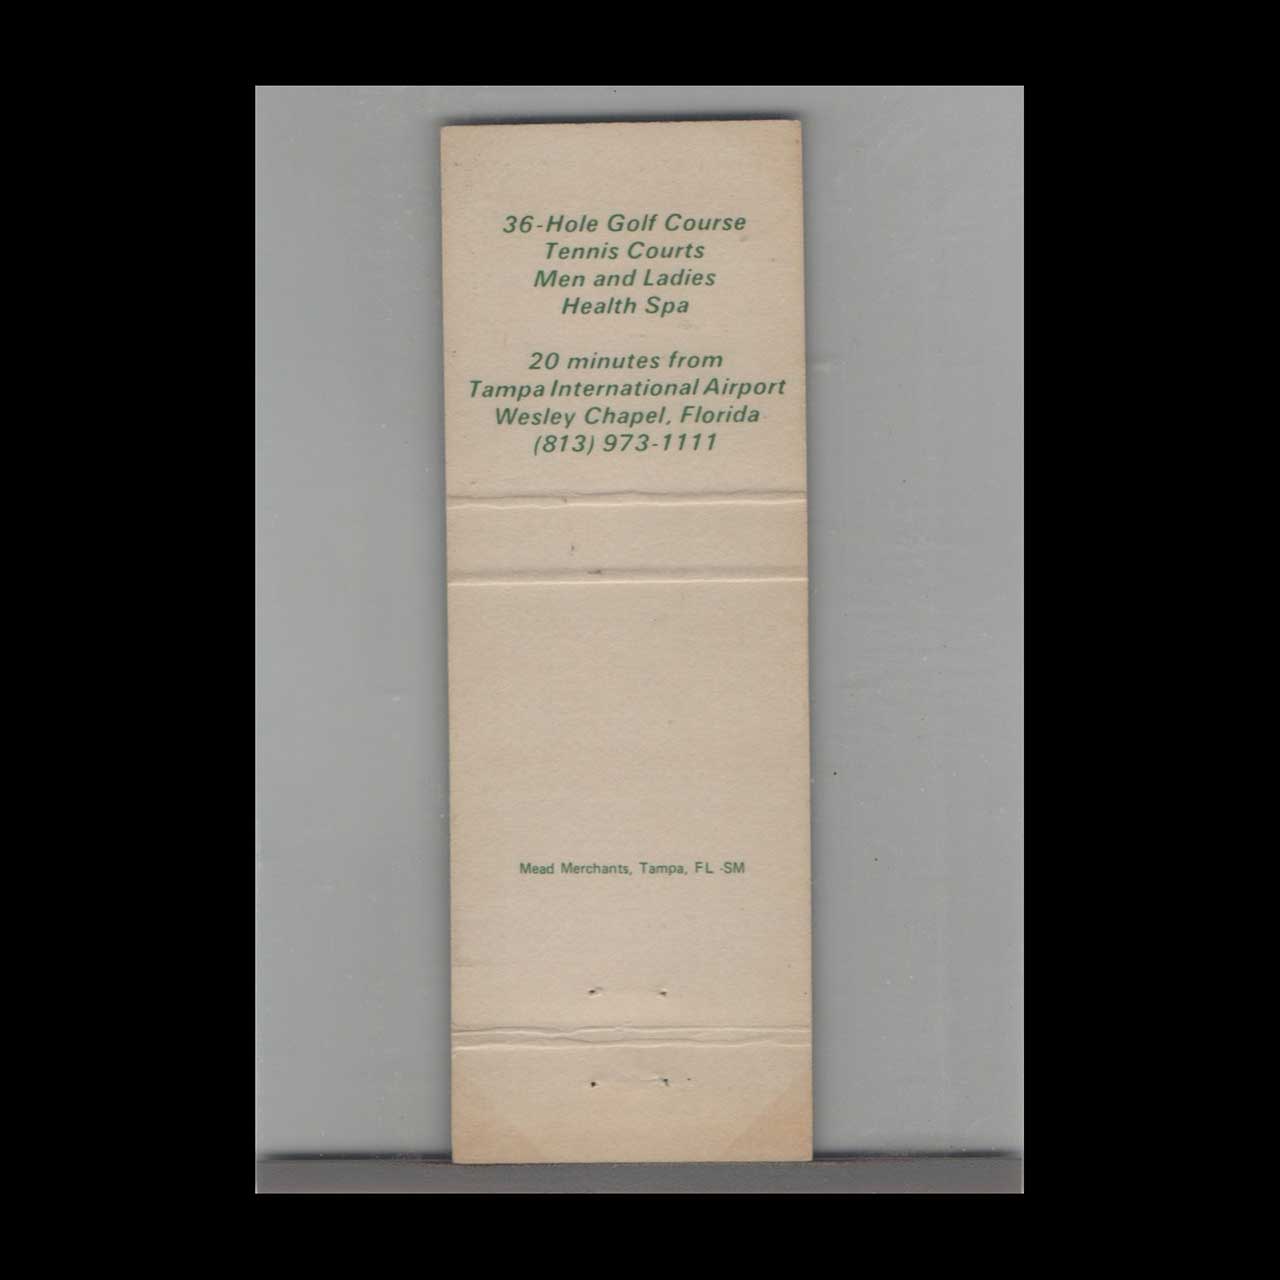 36-Hole Golf Course
Tennis Courts
Men and Ladies
Health Spa
20 minutes from
Tampa International Airport
Wesley Chapel, Florida
(813) 973-1111
Mead Merchants, Tampa, FL -SM